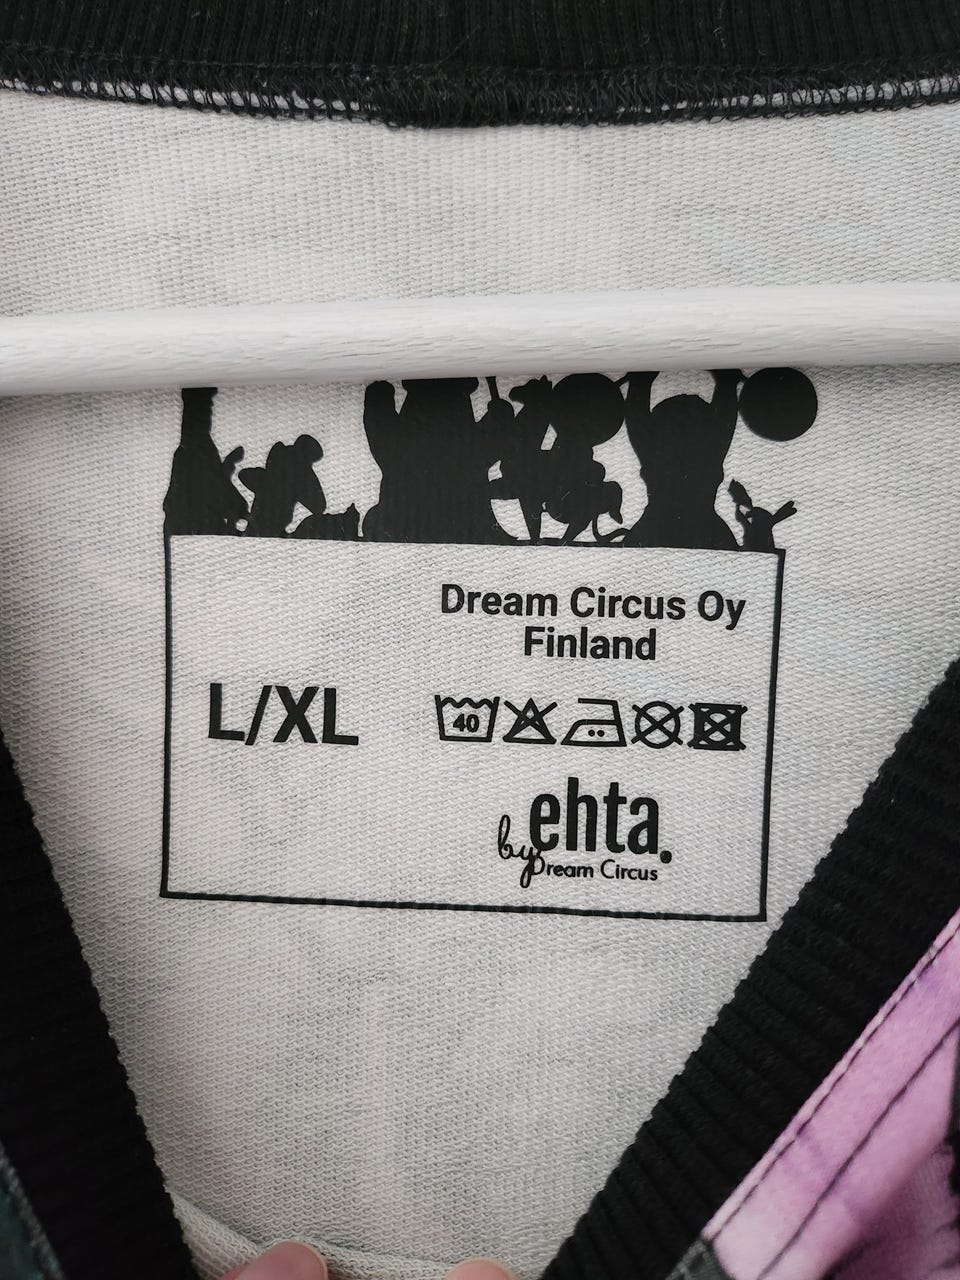 Dream Circus Oy
Finland
L/XL
40
ehta.
by Dream Circus